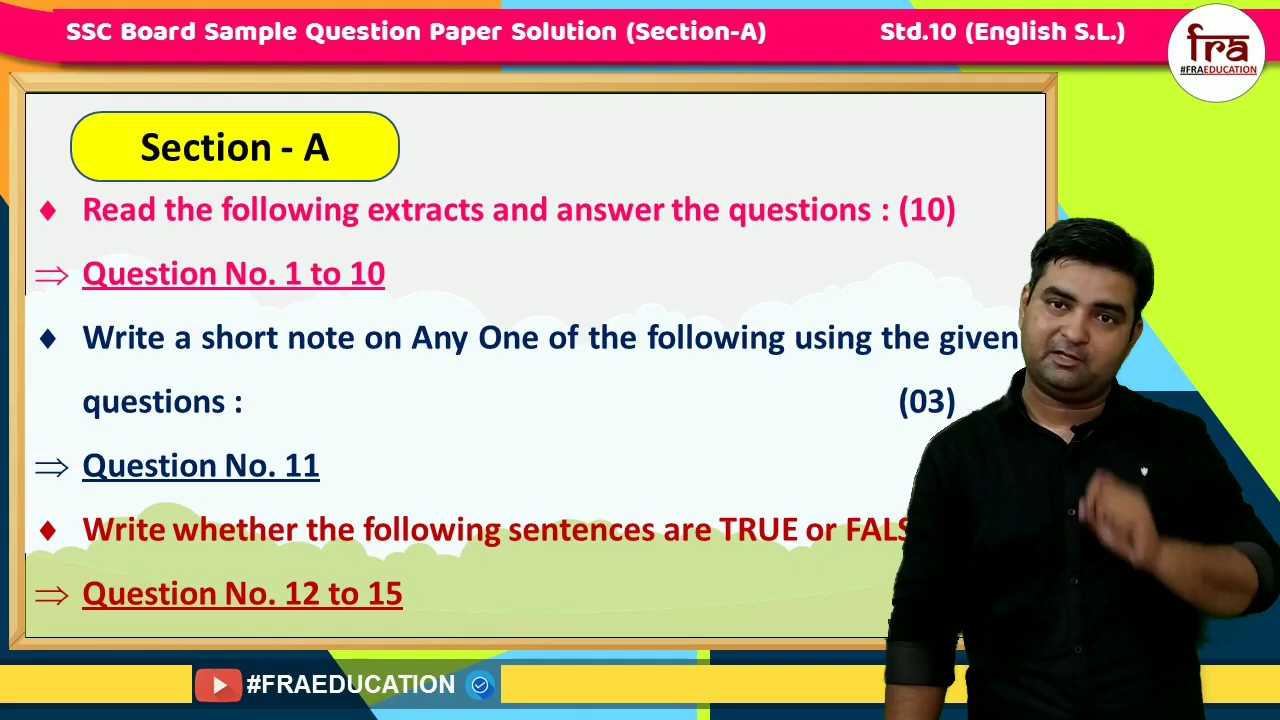 SSC Board Sample Question Paper Solution (Section-A) Std.10 (English S.L.)
fra
#FRAEDUCATION
Section - A
♦ Read the following extracts and answer the questions : (10)
⇒ Question No. 1 to 10
♦ Write a short note on Any One of the following using the given
questions : (03)
⇒ Question No. 11
♦ Write whether the following sentences are TRUE or
⇒ Question No. 12 to 15
#FRAEDUCATION